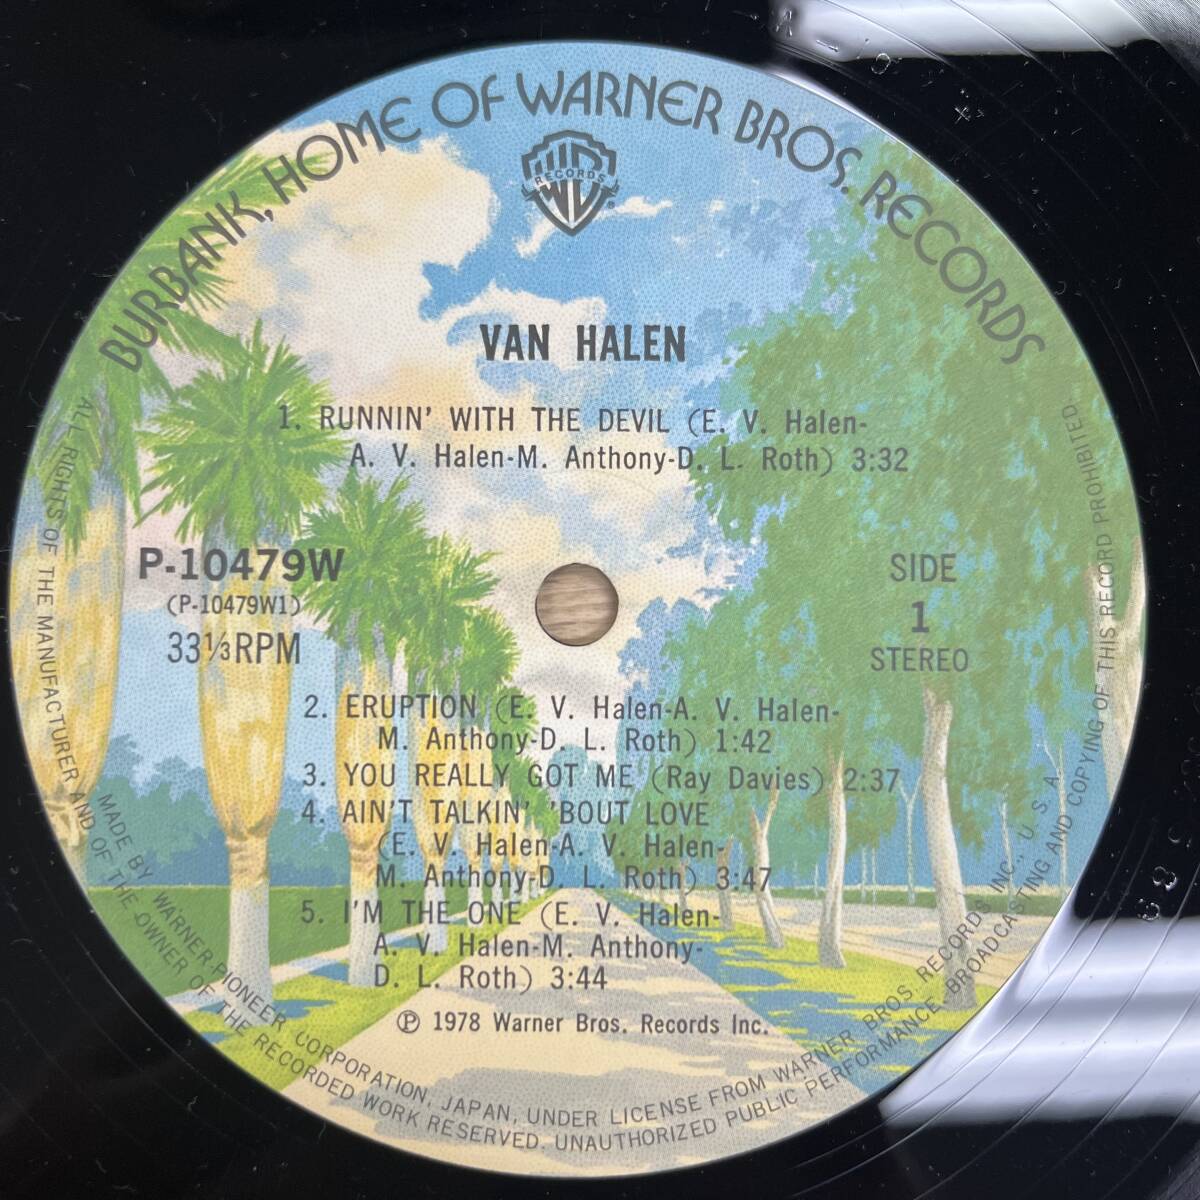 BURBANK, HOME OF WARNER BROS. RECORDS
WB
RECORDS
VAN HALEN
1. RUNNIN' WITH THE DEVIL (E. V. Halen-
A. V. Halen-M. Anthony-D. L. Roth) 3:32
P-10479W
(P-10479W1)
33⅓RPM
SIDE
1
STEREO
2. ERUPTION (E. V. Halen-A. V. Halen-
M. Anthony-D. L. Roth) 1:42
3. YOU REALLY GOT ME (Ray Davies) 2:37
4. AIN'T TALKIN' 'BOUT LOVE
(E. V. Halen-A. V. Halen-
M. Anthony-D. L. Roth) 3:47
5. I'M THE ONE (E. V. Halen-
A. V. Halen-M. Anthony-
D. L. Roth) 3:44
℗ 1978 Warner Bros. Records Inc.
MADE BY WARNER-PIONEER CORPORATION, JAPAN, UNDER LICENSE FROM WARNER BROS. RECORDS, INC., U. S. A.
ALL RIGHTS OF THE MANUFACTURER AND OF THE OWNER OF THE RECORDED WORK RESERVED. UNAUTHORIZED PUBLIC PERFORMANCE, BROADCASTING AND COPYING OF THIS RECORD PROHIBITED.